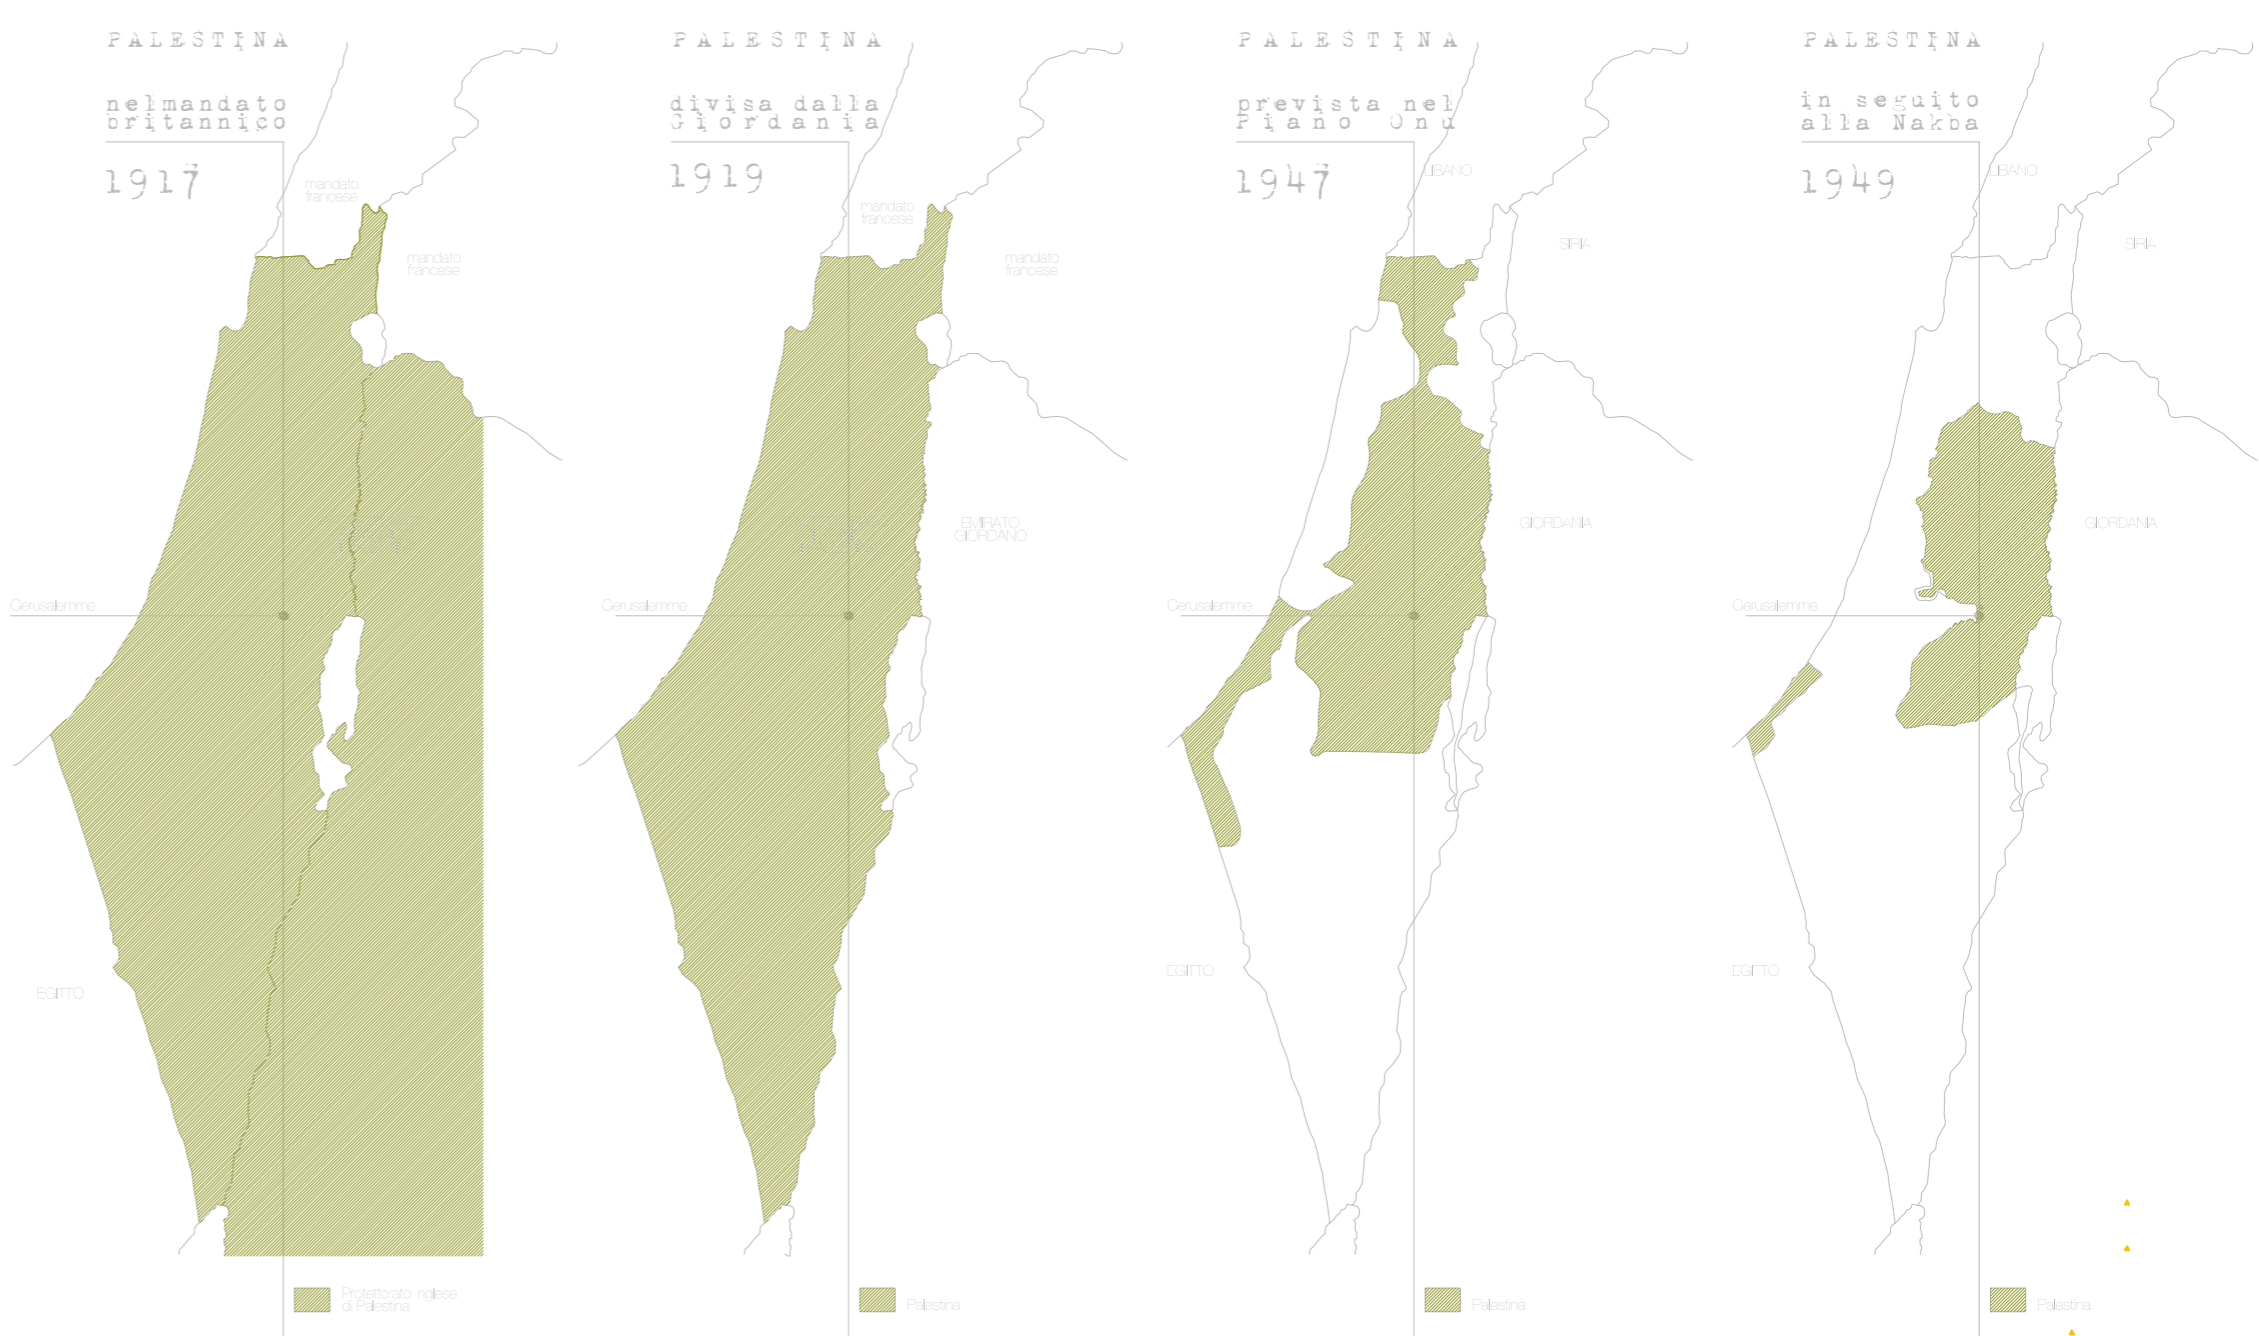 PALESTINA
nel mandato
britannico
1917
mandato
francese
mandato
francese
Gerusalemme
EGITTO
Protettorato inglese
di Palestina
PALESTINA
divisa dalla
Giordania
1919
mandato
francese
mandato
francese
EMIRATO
GIORDANO
Gerusalemme
Palestina
PALESTINA
prevista nel
Piano Onu
1947
LIBANO
SIRIA
GIORDANIA
Gerusalemme
EGITTO
Palestina
PALESTINA
in seguito
alla Nakba
1949
LIBANO
SIRIA
GIORDANIA
Gerusalemme
EGITTO
Palestina